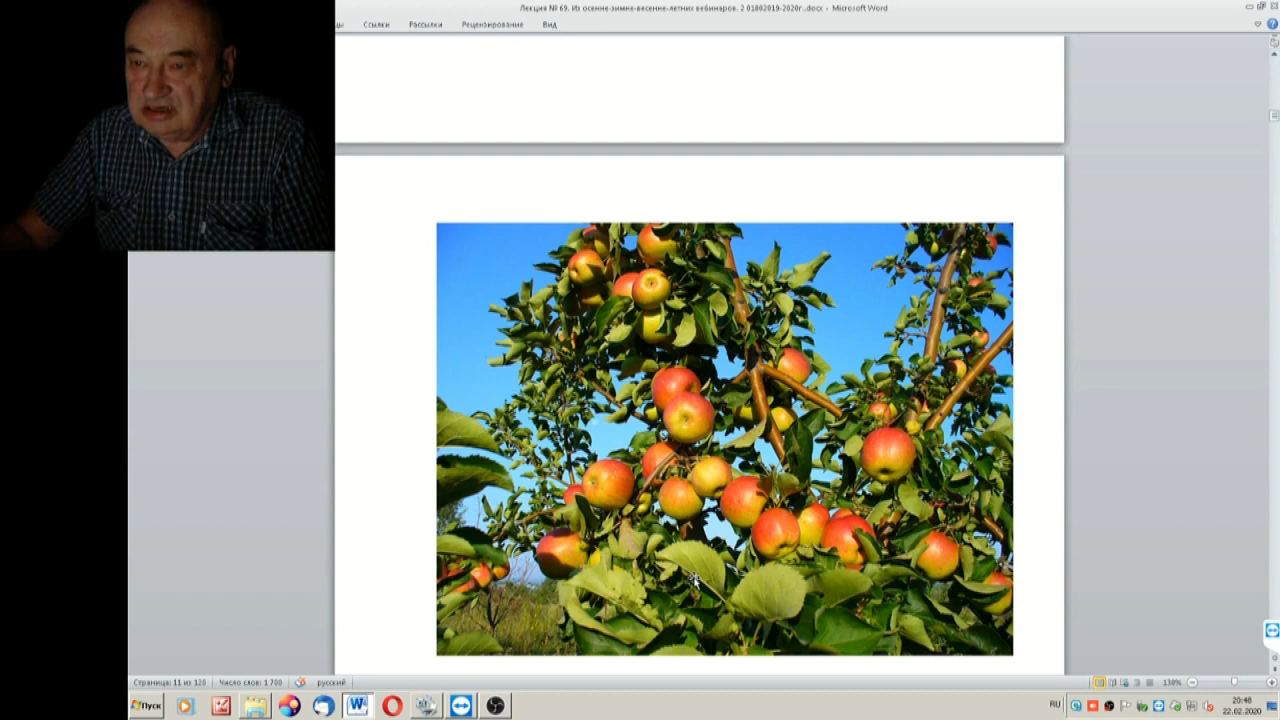 Лекция № 69. Из осенне-зимне-весенне-летних вебинаров. 2 01802019-2020г..docx - Microsoft Word
Ссылки Рассылки Рецензирование Вид
Страница: 11 из 120 Число слов: 1 700 русский 130%
Пуск RU 20:48
22.02.2020